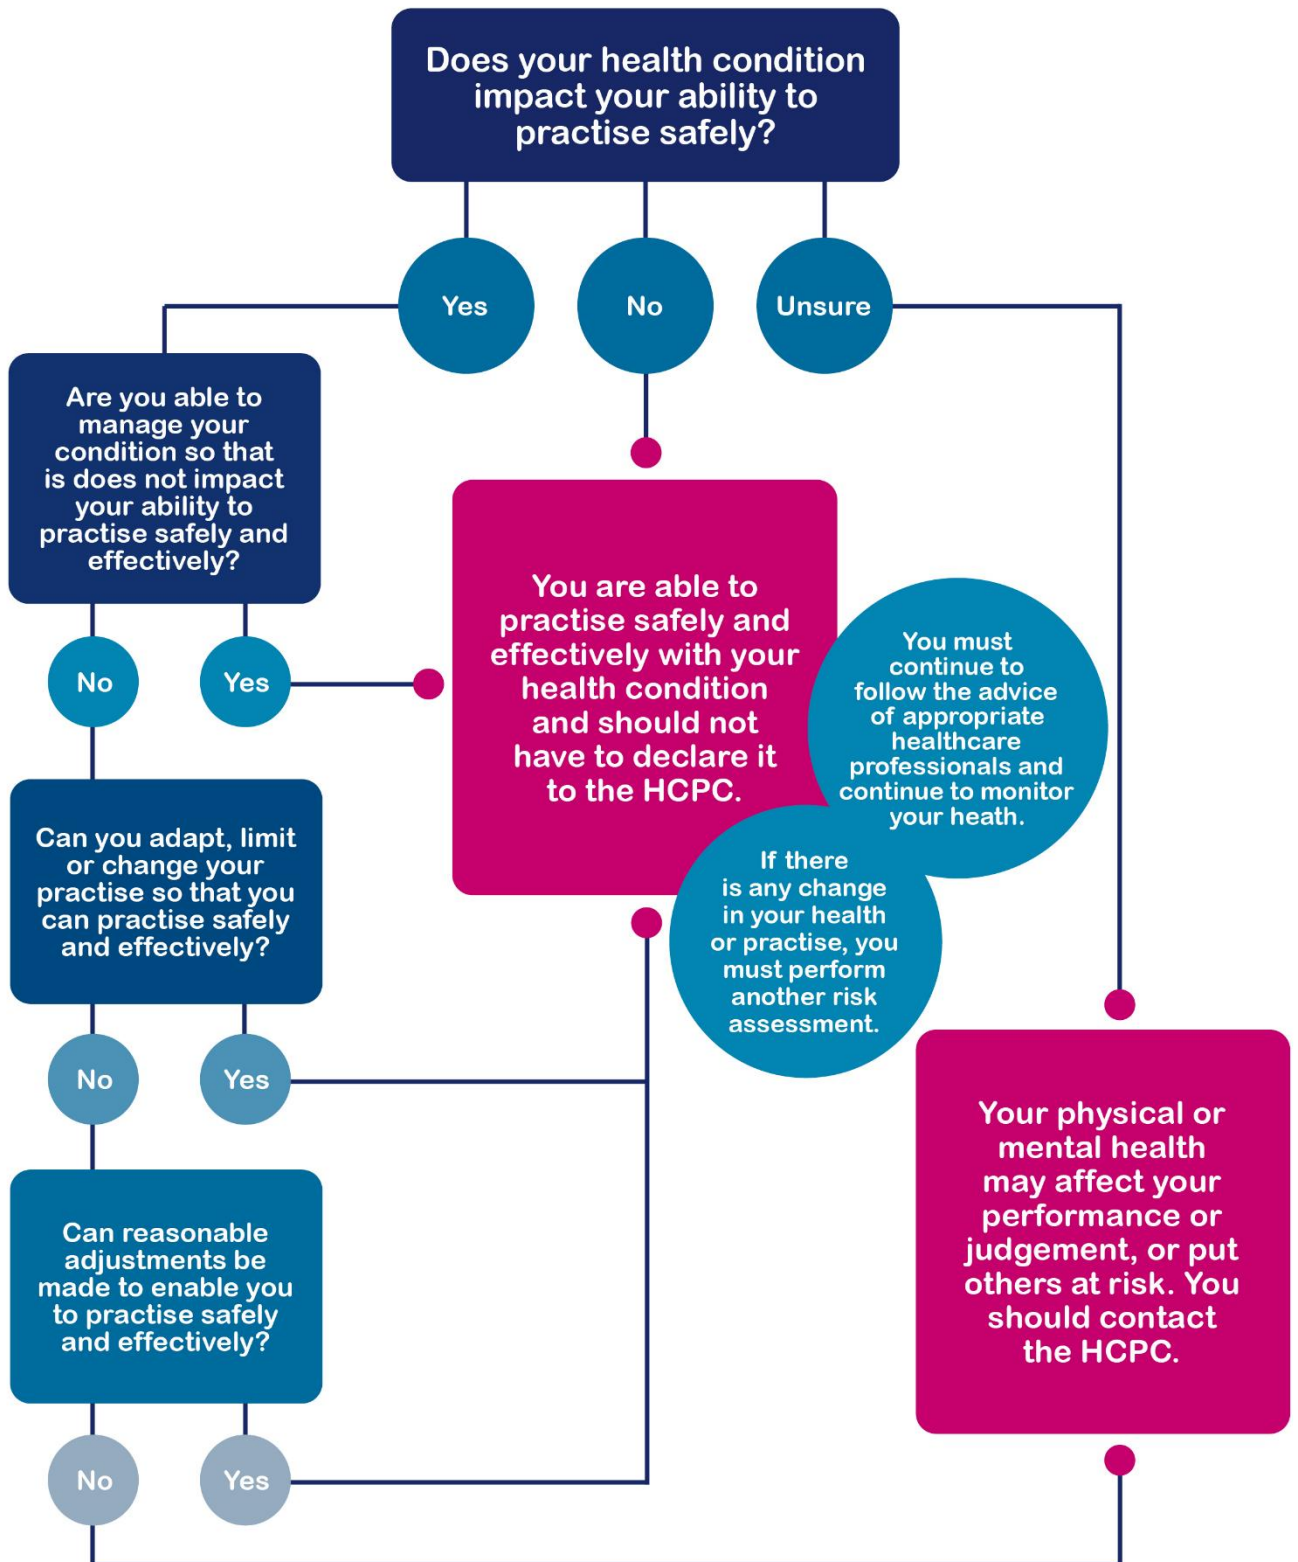 Does your health condition
impact your ability to
practise safely?
Yes
No
Unsure
Are you able to
manage your
condition so that
is does not impact
your ability to
practise safely and
effectively?
No
Yes
You are able to
practise safely and
effectively with your
health condition
and should not
have to declare it
to the HCPC.
You must
continue to
follow the advice
of appropriate
healthcare
professionals and
continue to monitor
your heath.
If there
is any change
in your health
or practise, you
must perform
another risk
assessment.
Can you adapt, limit
or change your
practise so that you
can practise safely
and effectively?
No
Yes
Can reasonable
adjustments be
made to enable you
to practise safely
and effectively?
No
Yes
Your physical or
mental health
may affect your
performance or
judgement, or put
others at risk. You
should contact
the HCPC.